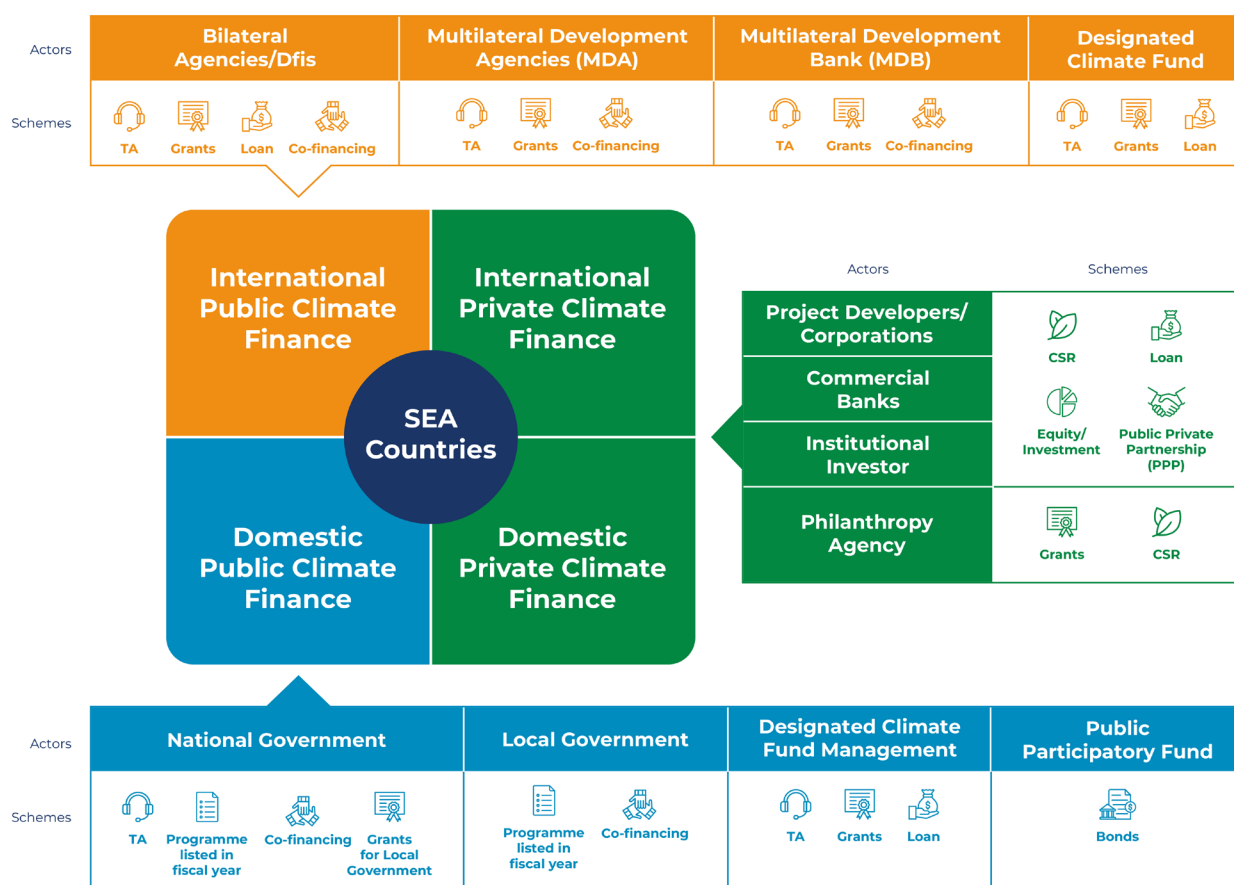 Actors
Bilateral
Agencies/Dfis
Multilateral Development
Agencies (MDA)
Multilateral Development
Bank (MDB)
Designated
Climate Fund
Schemes
TA
Grants
Loan
Co-financing
TA
Grants
Co-financing
TA
Grants
Co-financing
TA
Grants
Loan
International
Public Climate
Finance
International
Private Climate
Finance
SEA
Countries
Domestic
Public Climate
Finance
Domestic
Private Climate
Finance
Actors
Schemes
Project Developers/
Corporations
Commercial
Banks
Institutional
Investor
CSR
Loan
Equity/
Investment
Public Private
Partnership
(PPP)
Philanthropy
Agency
Grants
CSR
Actors
National Government
Local Government
Designated Climate
Fund Management
Public
Participatory Fund
Schemes
TA
Programme
listed in
fiscal year
Co-financing
Grants
for Local
Government
Programme
listed in
fiscal year
Co-financing
TA
Grants
Loan
Bonds